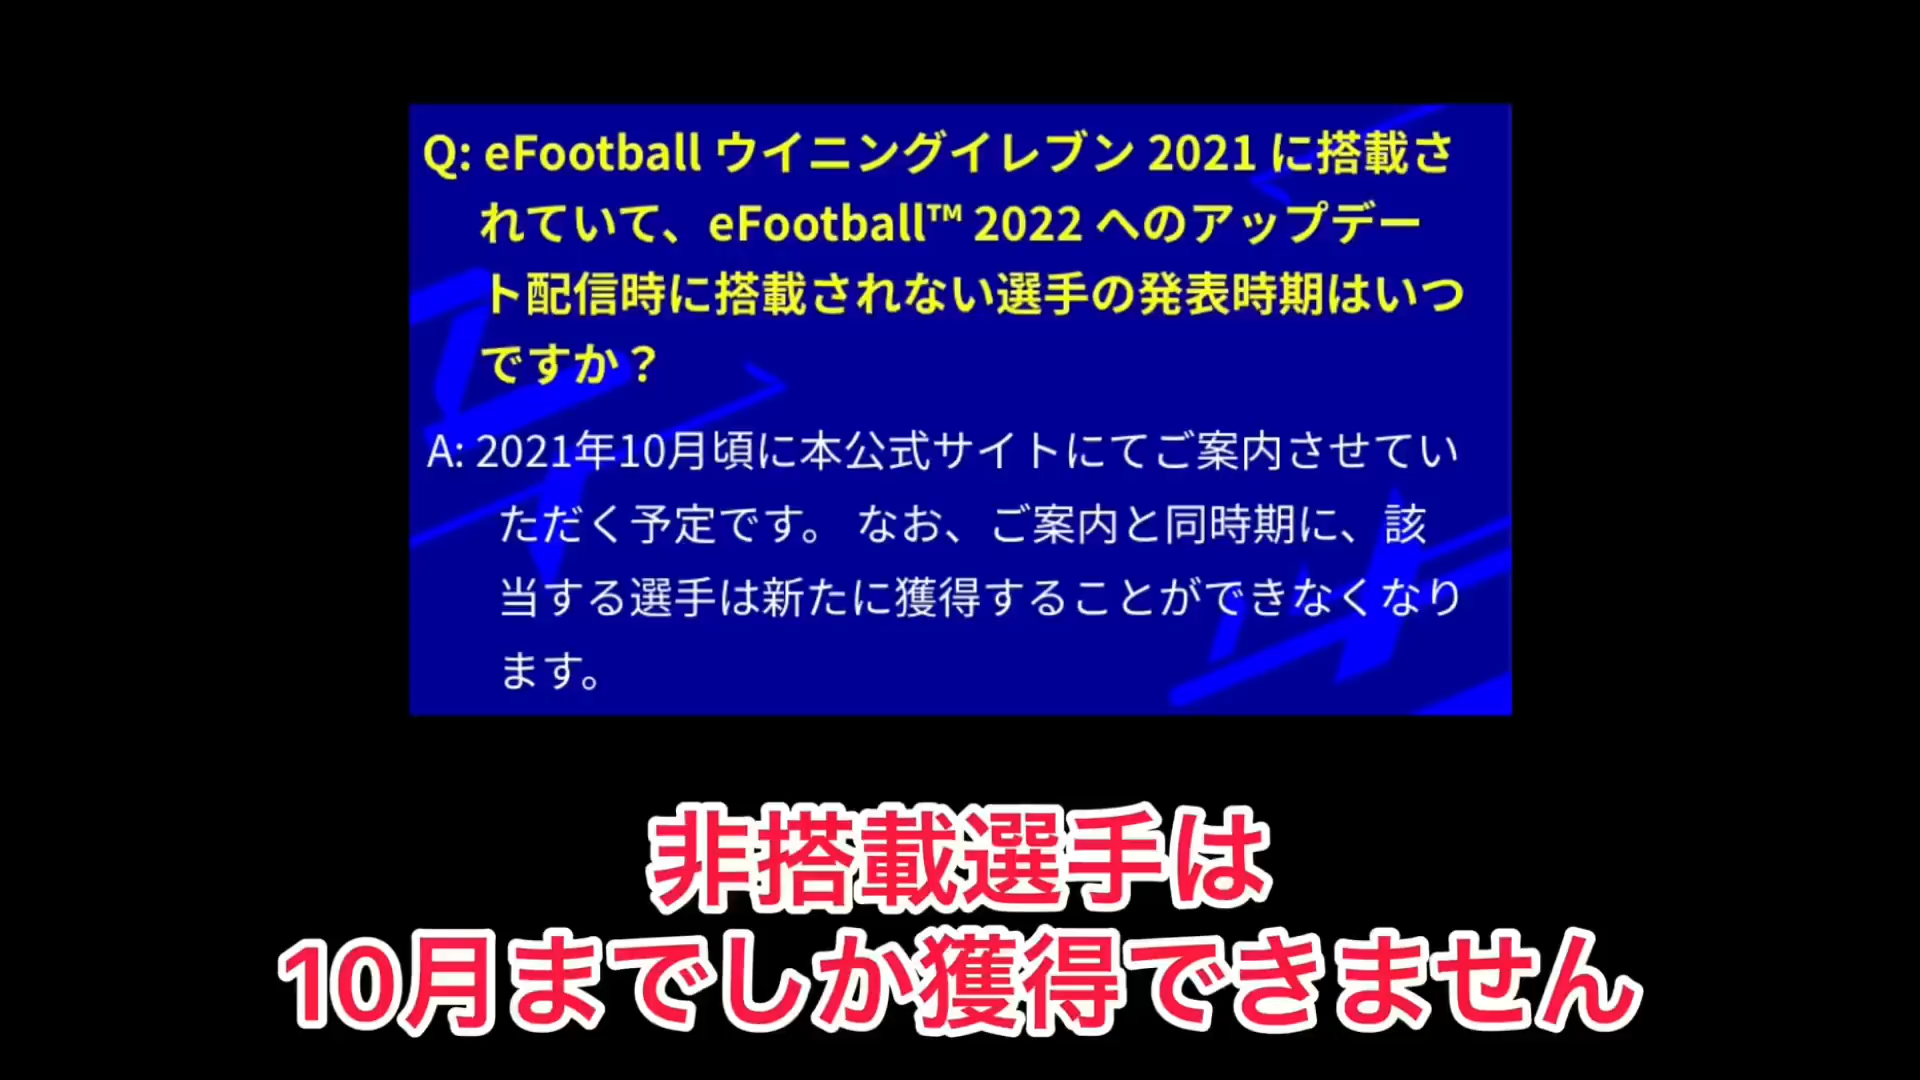 Q: eFootball ウイニングイレブン 2021 に搭載さ
れていて、eFootball™ 2022 へのアップデー
ト配信時に搭載されない選手の発表時期はいつ
ですか？
A: 2021年10月頃に本公式サイトにてご案内させてい
ただく予定です。 なお、ご案内と同時期に、該
当する選手は新たに獲得することができなくなり
ます。
非搭載選手は
10月までしか獲得できません